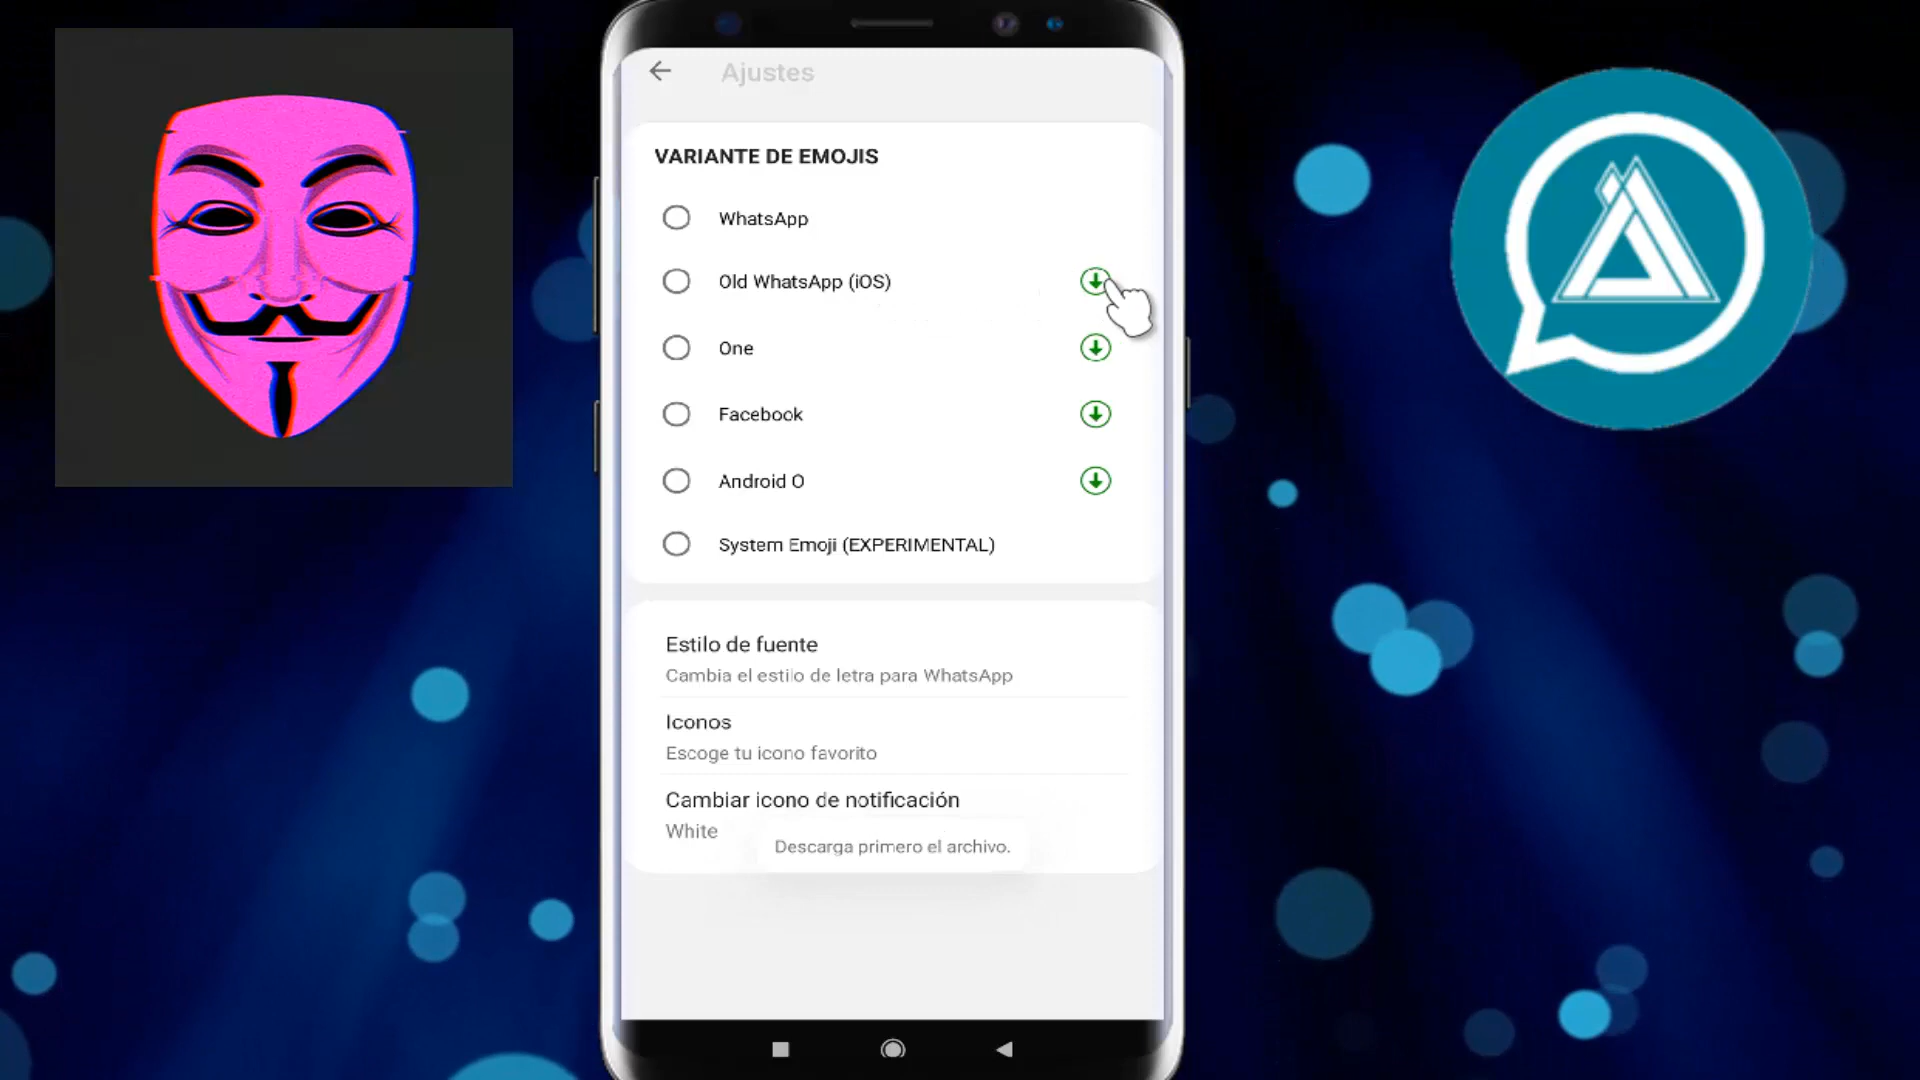 Ajustes
VARIANTE DE EMOJIS
WhatsApp
Old WhatsApp (iOS)
One
Facebook
Android O
System Emoji (EXPERIMENTAL)
Estilo de fuente
Cambia el estilo de letra para WhatsApp
Iconos
Escoge tu icono favorito
Cambiar icono de notificación
White
Descarga primero el archivo.